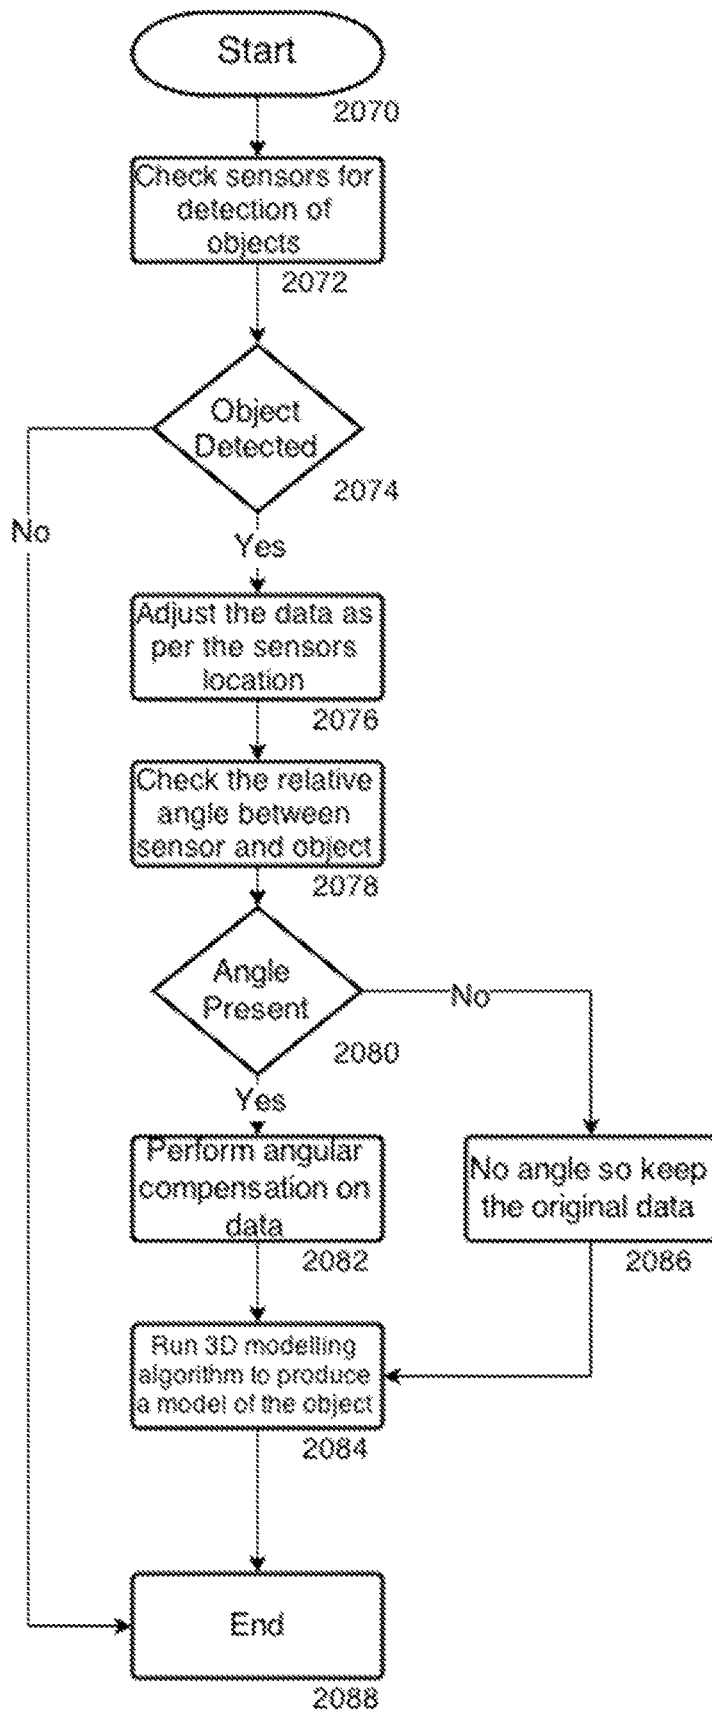 Start
2070
Check sensors for
detection of
objects
2072
Object
Detected
2074
No
Yes
Adjust the data as
per the sensors
location
2076
Check the relative
angle between
sensor and object
2078
Angle
Present
No
2080
Yes
Perform angular
compensation on
data
2082
No angle so keep
the original data
2086
Run 3D modelling
algorithm to produce
a model of the object
2084
End
2088